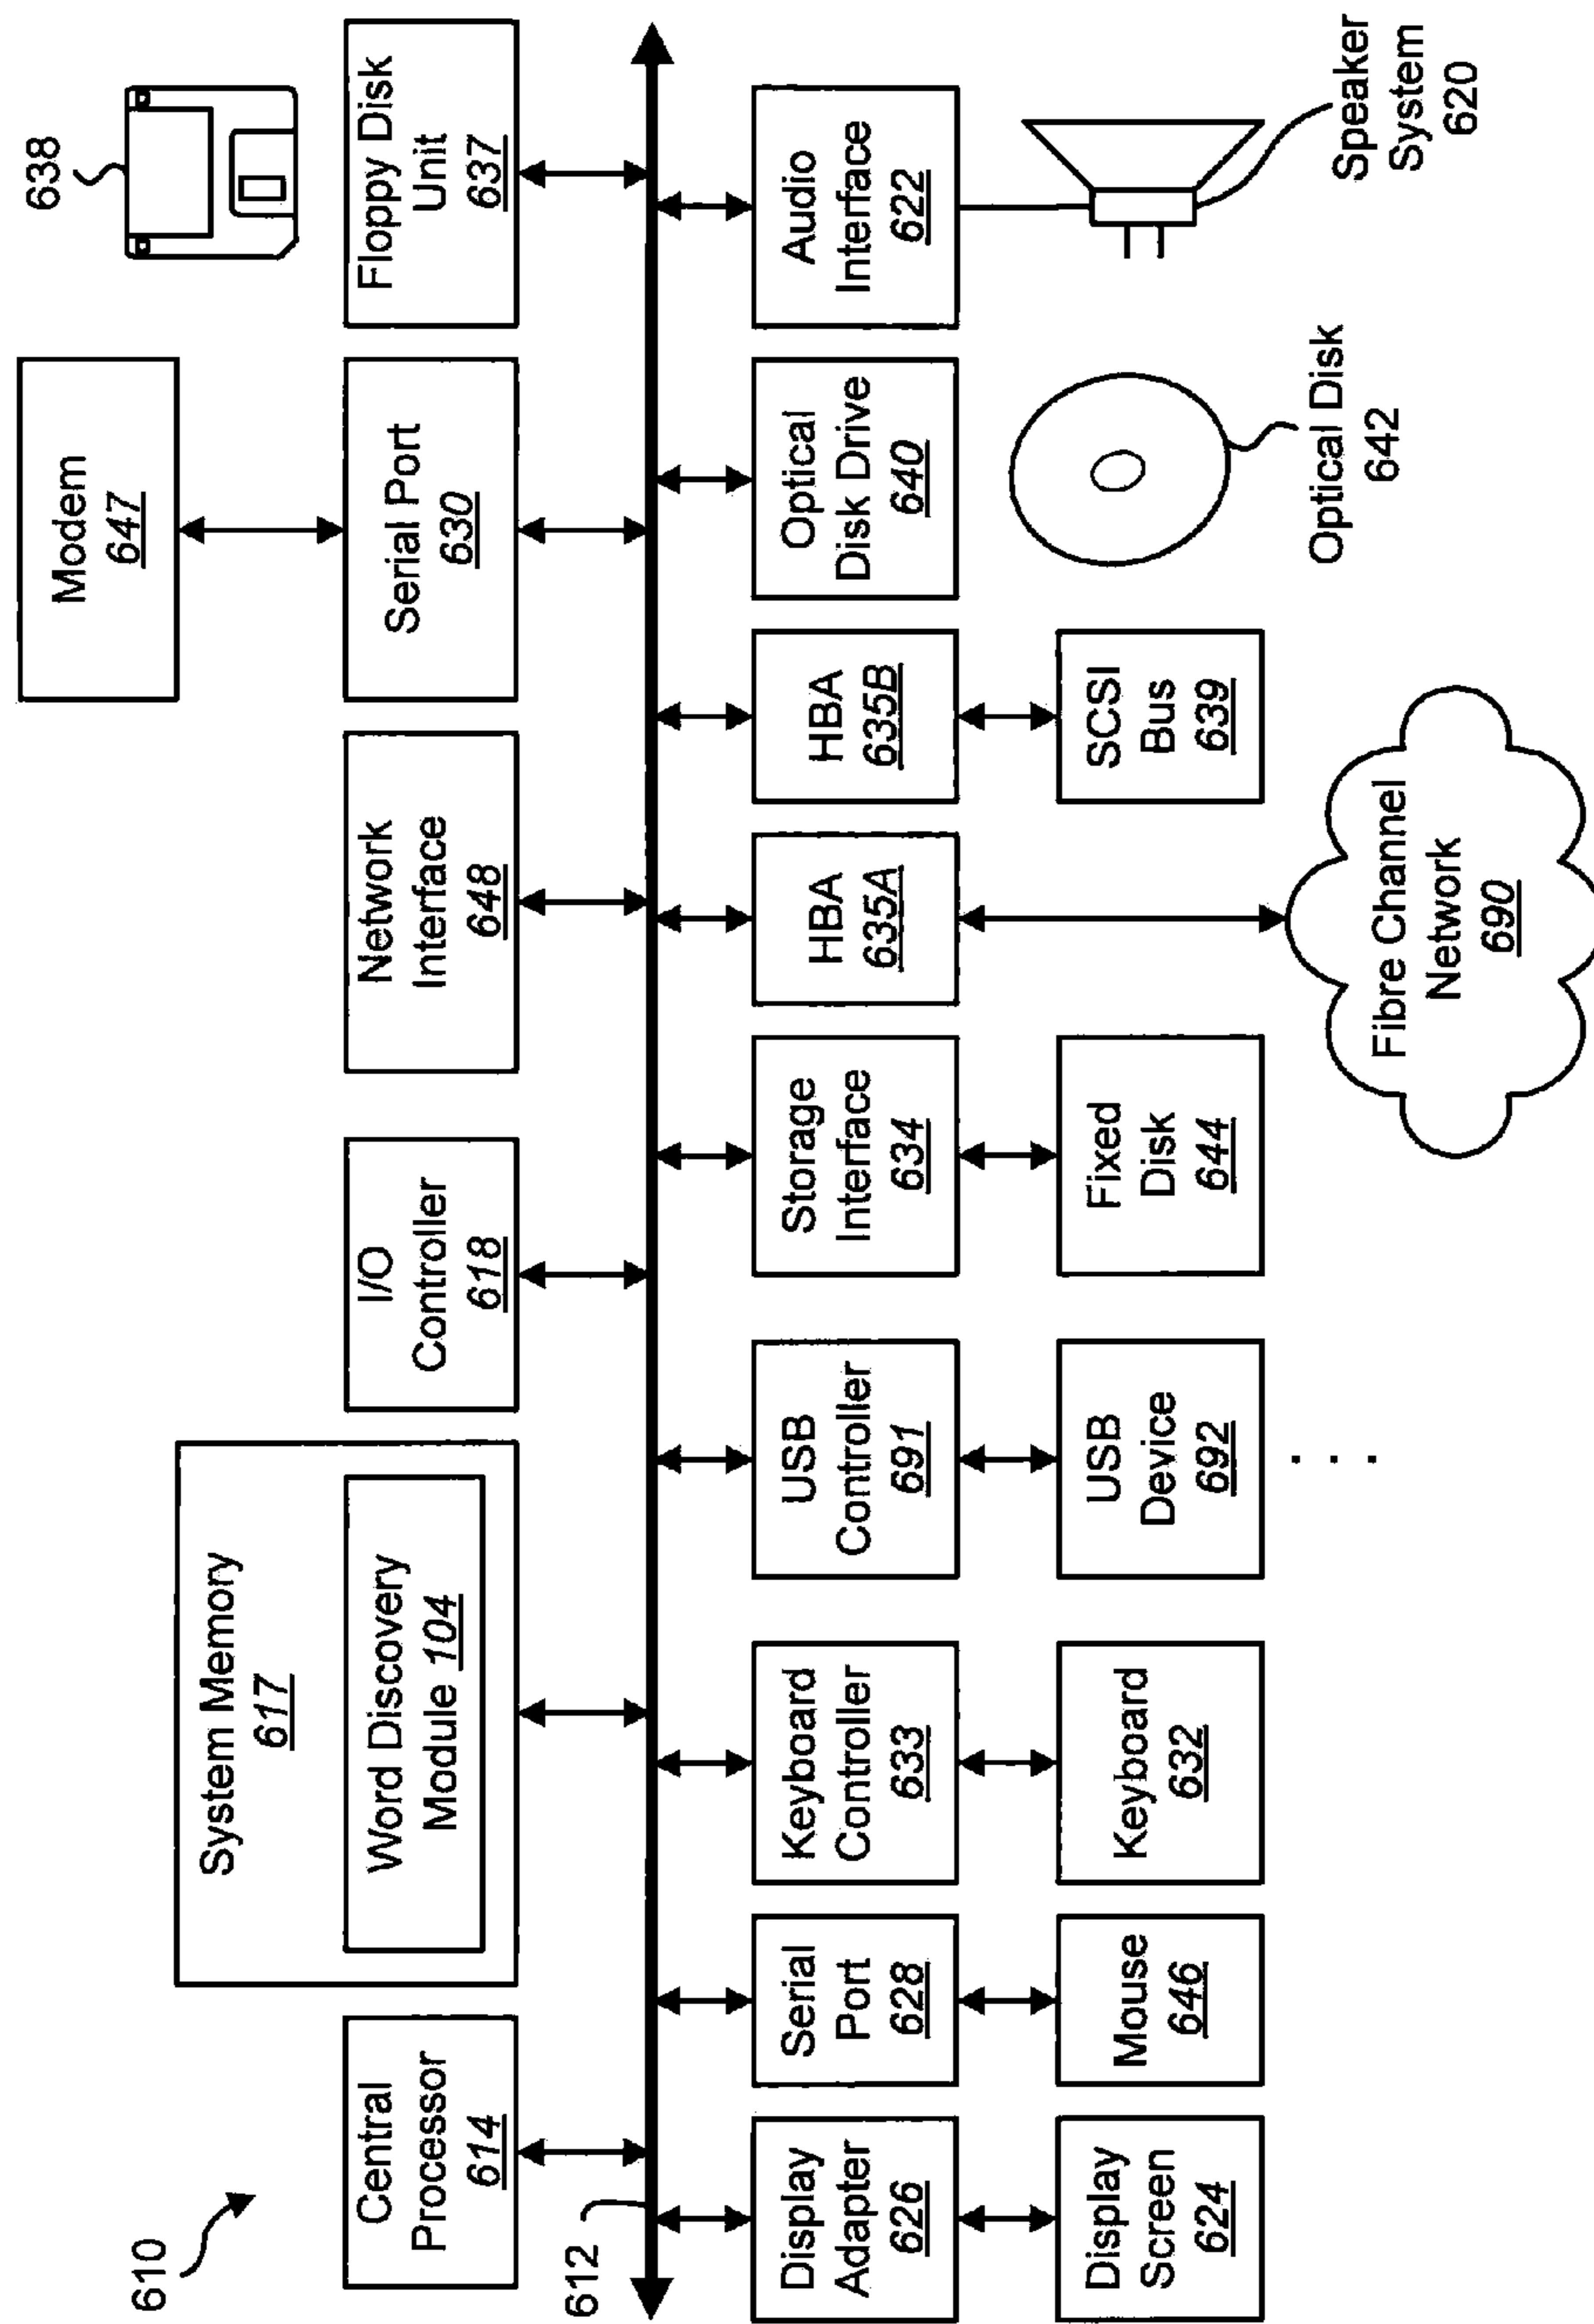 610
Central
Processor
614
System Memory
617
Word Discovery
Module 104
I/O
Controller
618
Network
Interface
648
Modem
647
Serial Port
630
638
Floppy Disk
Unit
637
612
Display
Adapter
626
Serial
Port
628
Keyboard
Controller
633
USB
Controller
691
Storage
Interface
634
HBA
635A
HBA
635B
Optical
Disk Drive
640
Audio
Interface
622
Display
Screen
624
Mouse
646
Keyboard
632
USB
Device
692
. . .
Fixed
Disk
644
Fibre Channel
Network
690
SCSI
Bus
639
Optical Disk
642
Speaker
System
620